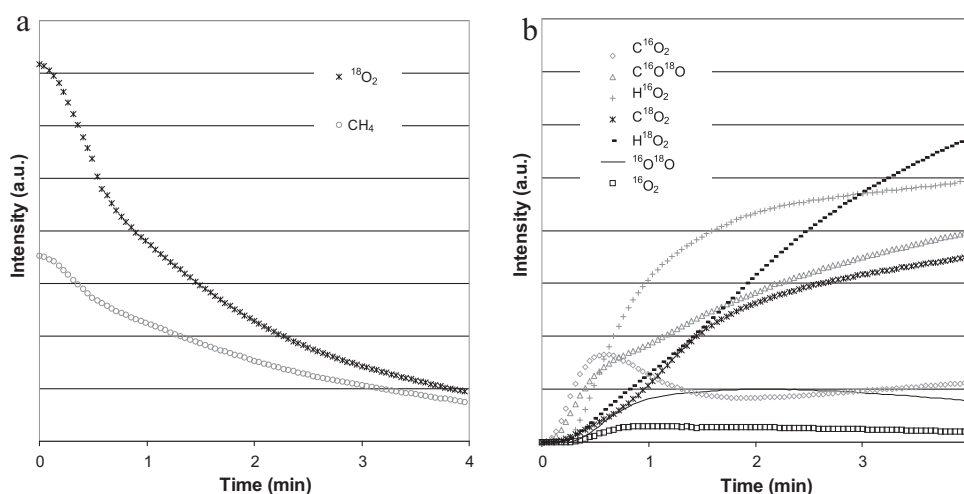 a
Intensity (a.u.)
¹⁸O₂
CH₄
0 1 2 3 4
Time (min)
b
Intensity (a.u.)
C¹⁶O₂
C¹⁶O¹⁸O
H¹⁶O₂
C¹⁸O₂
H¹⁸O₂
¹⁶O¹⁸O
¹⁶O₂
0 1 2 3
Time (min)